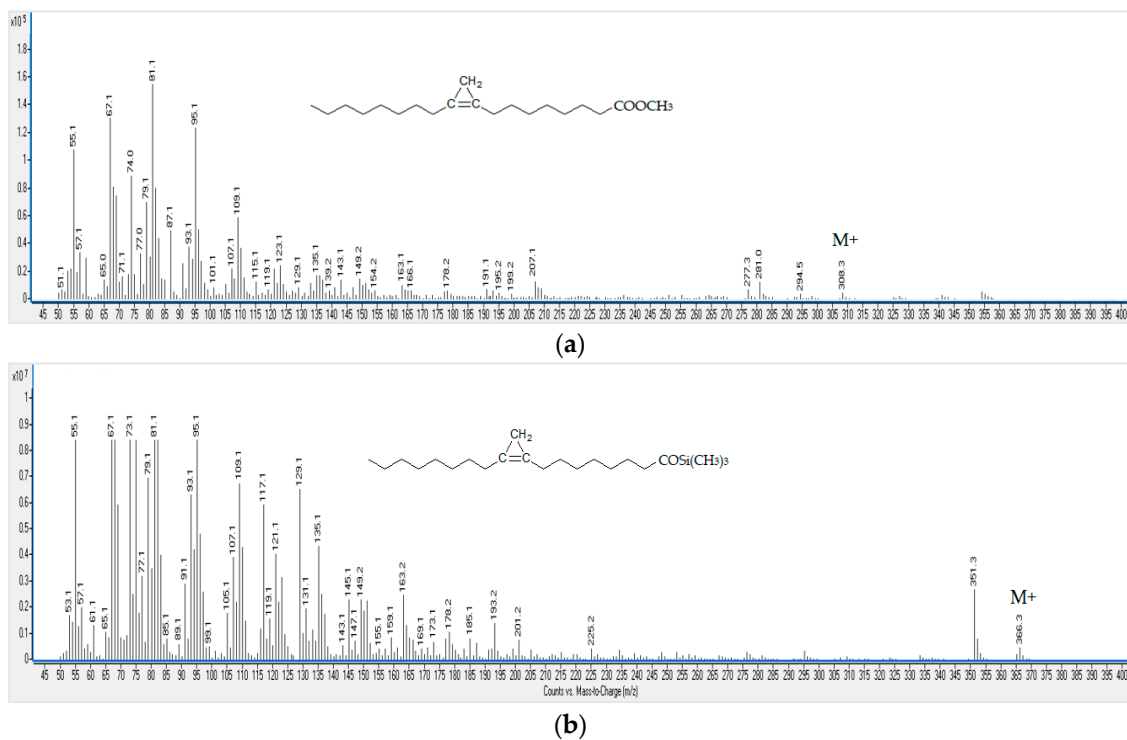 x10 5
1.8
1.6
1.4
1.2
1
0.8
0.6
0.4
0.2
0
51.1 55.1 57.1 65.0 67.1 71.1 74.0 77.0 79.1 81.1 87.1 93.1 95.1 101.1 107.1 109.1 115.1 119.1 123.1 129.1 135.1 139.2 143.1 149.2 154.2 163.1 166.1 178.2 191.1 195.2 199.2 207.1 277.3 281.0 294.5 308.3
CH2
COOCH3
M+
45 50 55 60 65 70 75 80 85 90 95 100 105 110 115 120 125 130 135 140 145 150 155 160 165 170 175 180 185 190 195 200 205 210 215 220 225 230 235 240 245 250 255 260 265 270 275 280 285 290 295 300 305 310 315 320 325 330 335 340 345 350 355 360 365 370 375 380 385 390 395 400
(a)
x10 7
1
0.9
0.8
0.7
0.6
0.5
0.4
0.3
0.2
0.1
0
53.1 55.1 57.1 61.1 65.1 67.1 73.1 77.1 79.1 81.1 85.1 89.1 91.1 93.1 95.1 99.1 105.1 107.1 109.1 117.1 119.1 121.1 129.1 131.1 135.1 143.1 145.1 147.1 149.2 155.1 159.1 163.2 169.1 173.1 178.2 185.1 193.2 201.2 225.2 351.3 366.3
CH2
COSi(CH3)3
M+
45 50 55 60 65 70 75 80 85 90 95 100 105 110 115 120 125 130 135 140 145 150 155 160 165 170 175 180 185 190 195 200 205 210 215 220 225 230 235 240 245 250 255 260 265 270 275 280 285 290 295 300 305 310 315 320 325 330 335 340 345 350 355 360 365 370 375 380 385 390 395 400
Counts vs. Mass-to-Charge (m/z)
(b)